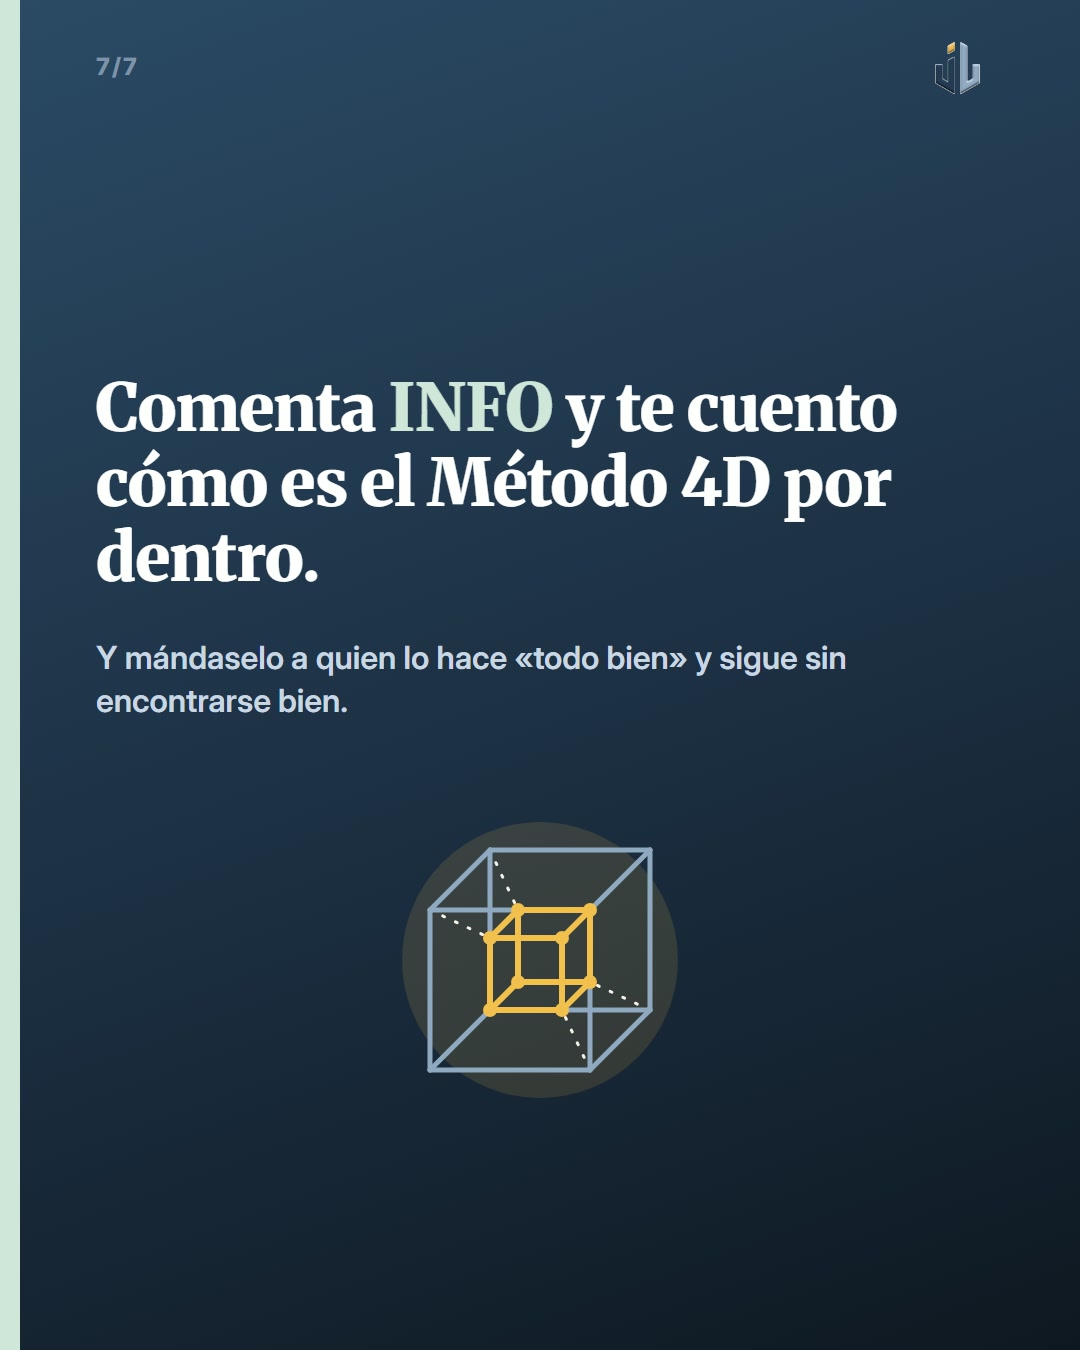 7/7
Comenta INFO y te cuento
cómo es el Método 4D por
dentro.
Y mándaselo a quien lo hace «todo bien» y sigue sin
encontrarse bien.